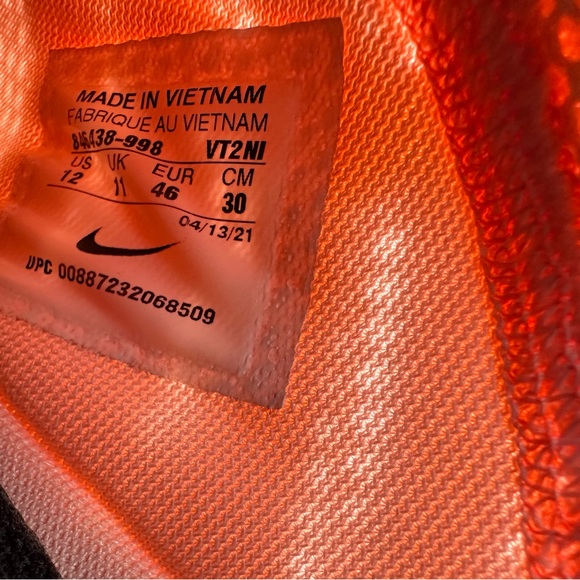 MADE IN VIETNAM
FABRIQUE AU VIETNAM
846438-998 VT2NI
US UK EUR CM
12 11 46 30
04/13/21
UPC 00887232068509